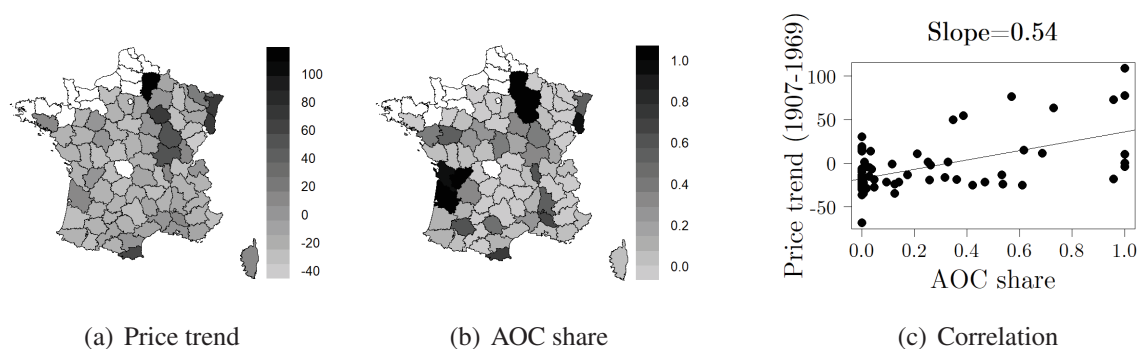 100
80
60
40
20
0
-20
-40
(a) Price trend
1.0
0.8
0.6
0.4
0.2
0.0
(b) AOC share
Slope=0.54
Price trend (1907-1969)
100
50
0
-50
0.0 0.2 0.4 0.6 0.8 1.0
AOC share
(c) Correlation